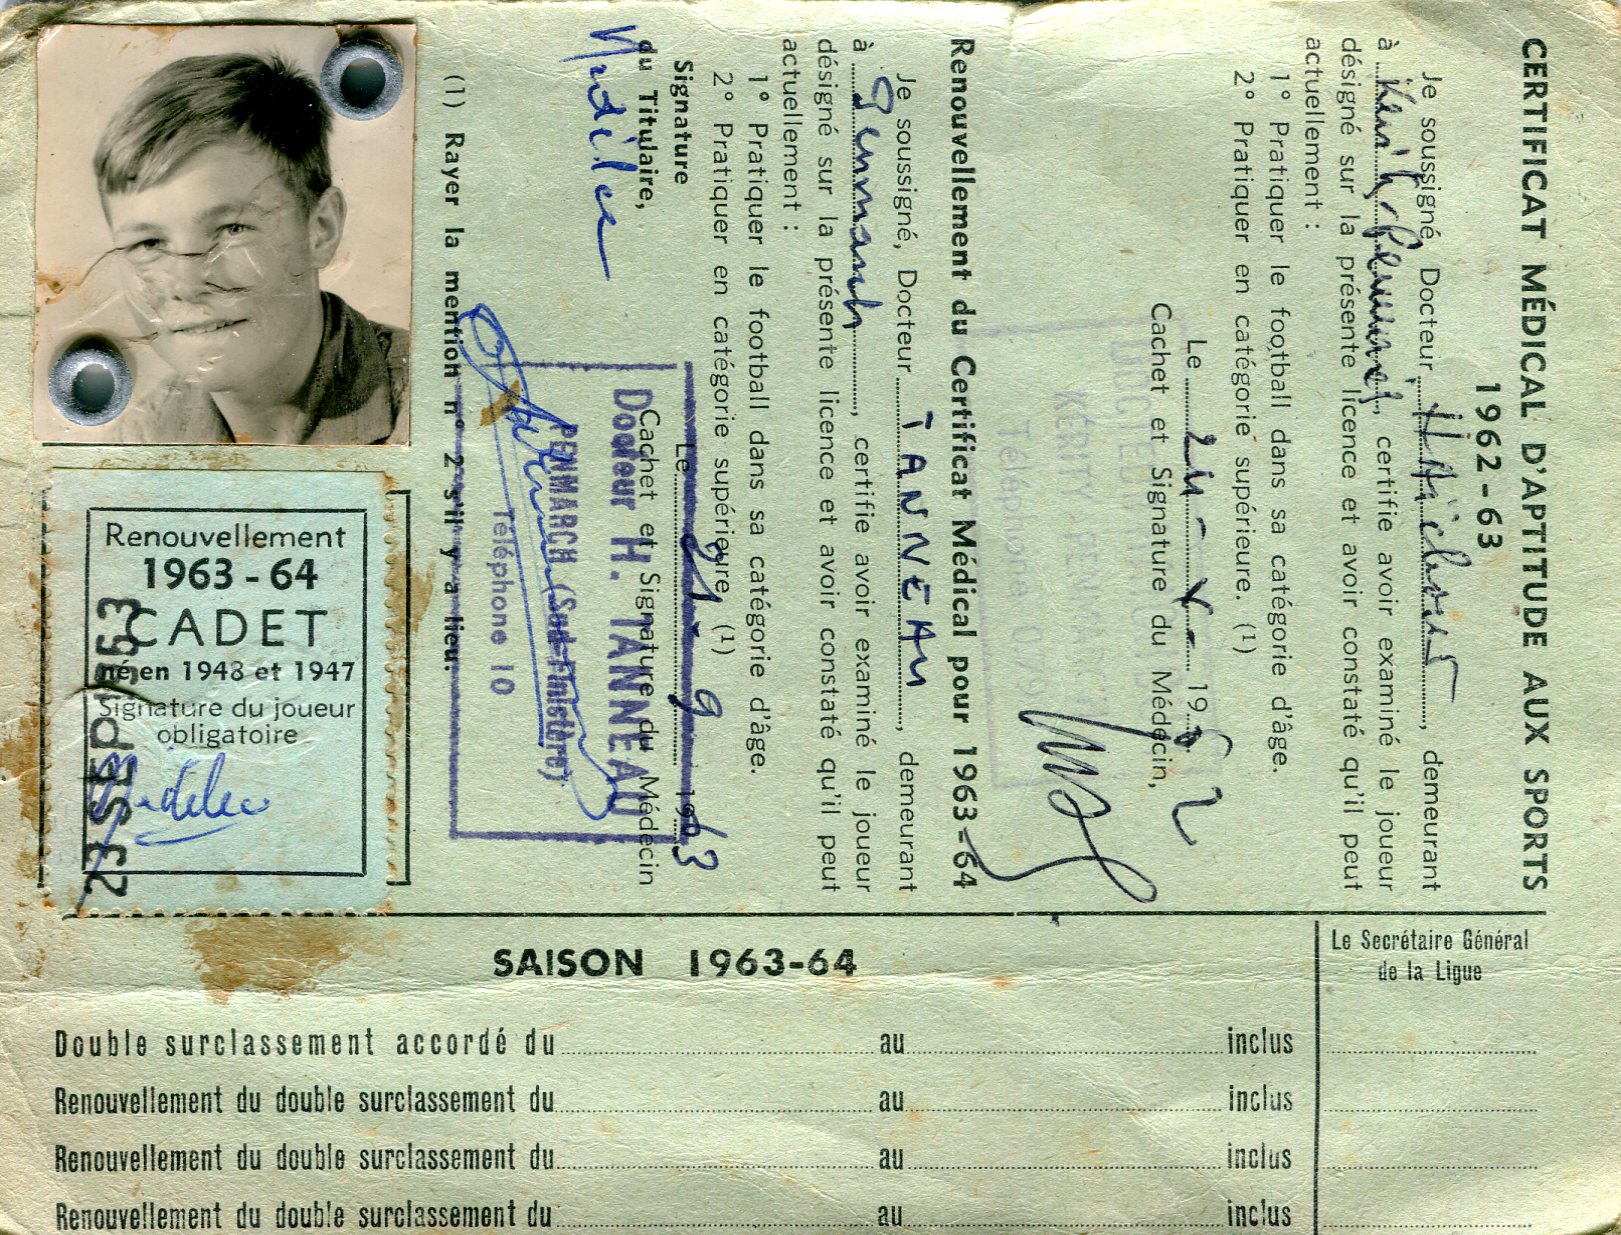 CERTIFICAT MÉDICAL D'APTITUDE AUX SPORTS
1962-63
Je soussigné, Docteur, demeurant
à, certifie avoir examiné le joueur
désigné sur la présente licence et avoir constaté qu'il peut
actuellement :
1° Pratiquer le football dans sa catégorie d'âge.
2° Pratiquer en catégorie supérieure. (1)
Le 1962
Cachet et Signature du Médecin,
Renouvellement du Certificat Médical pour 1963-64
Je soussigné, Docteur TANNEAU, demeurant
à Penmarch, certifie avoir examiné le joueur
désigné sur la présente licence et avoir constaté qu'il peut
actuellement :
1° Pratiquer le football dans sa catégorie d'âge.
2° Pratiquer en catégorie supérieure. (1)
Signature
du Titulaire,
Le 9 1963
Cachet et Signature du Médecin
Docteur H. TANNEAU
PENMARCH (Sud-Finistère)
Téléphone 10
(1) Rayer la mention n° 2 s'il y a lieu.
Renouvellement
1963-64
CADET
né en 1948 et 1947
Signature du joueur
obligatoire
23 SEPT 1963
SAISON 1963-64
Le Secrétaire Général
de la Ligue
Double surclassement accordé du au inclus
Renouvellement du double surclassement du au inclus
Renouvellement du double surclassement du au inclus
Renouvellement du double surclassement du au inclus